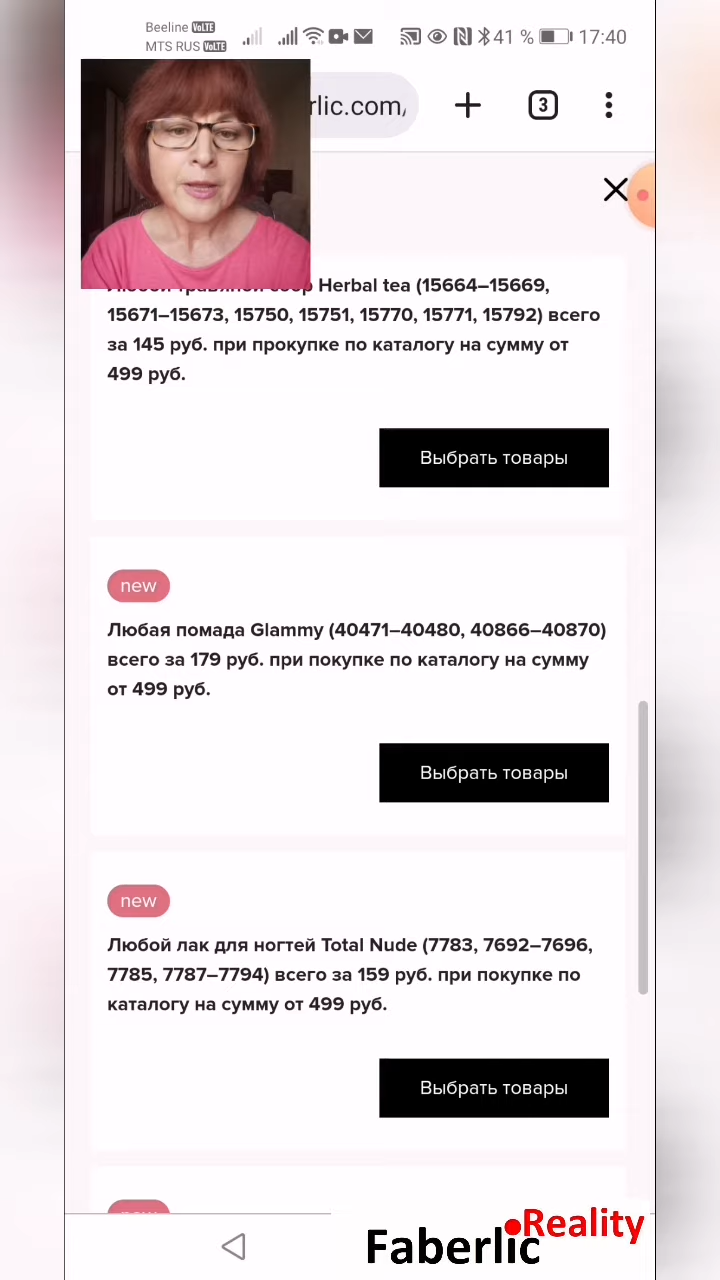 Beeline VoLTE
MTS RUS VoLTE
41 % 17:40
rlic.com,
3
Herbal tea (15664–15669,
15671–15673, 15750, 15751, 15770, 15771, 15792) всего
за 145 руб. при прокупке по каталогу на сумму от
499 руб.
Выбрать товары
new
Любая помада Glammy (40471–40480, 40866–40870)
всего за 179 руб. при покупке по каталогу на сумму
от 499 руб.
Выбрать товары
new
Любой лак для ногтей Total Nude (7783, 7692–7696,
7785, 7787–7794) всего за 159 руб. при покупке по
каталогу на сумму от 499 руб.
Выбрать товары
Reality
Faberlic